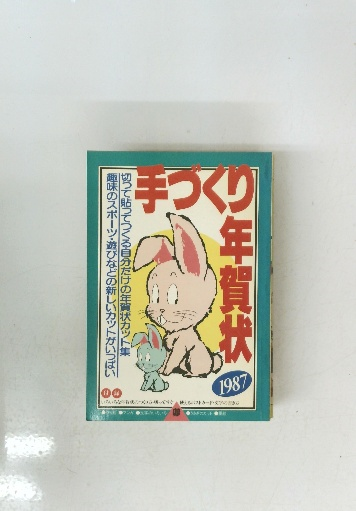 手づくり
年賀状
1987
切って貼ってつくる自分だけの年賀状カット集
趣味のスポーツ・遊びなどの新しいカットがいっぱい